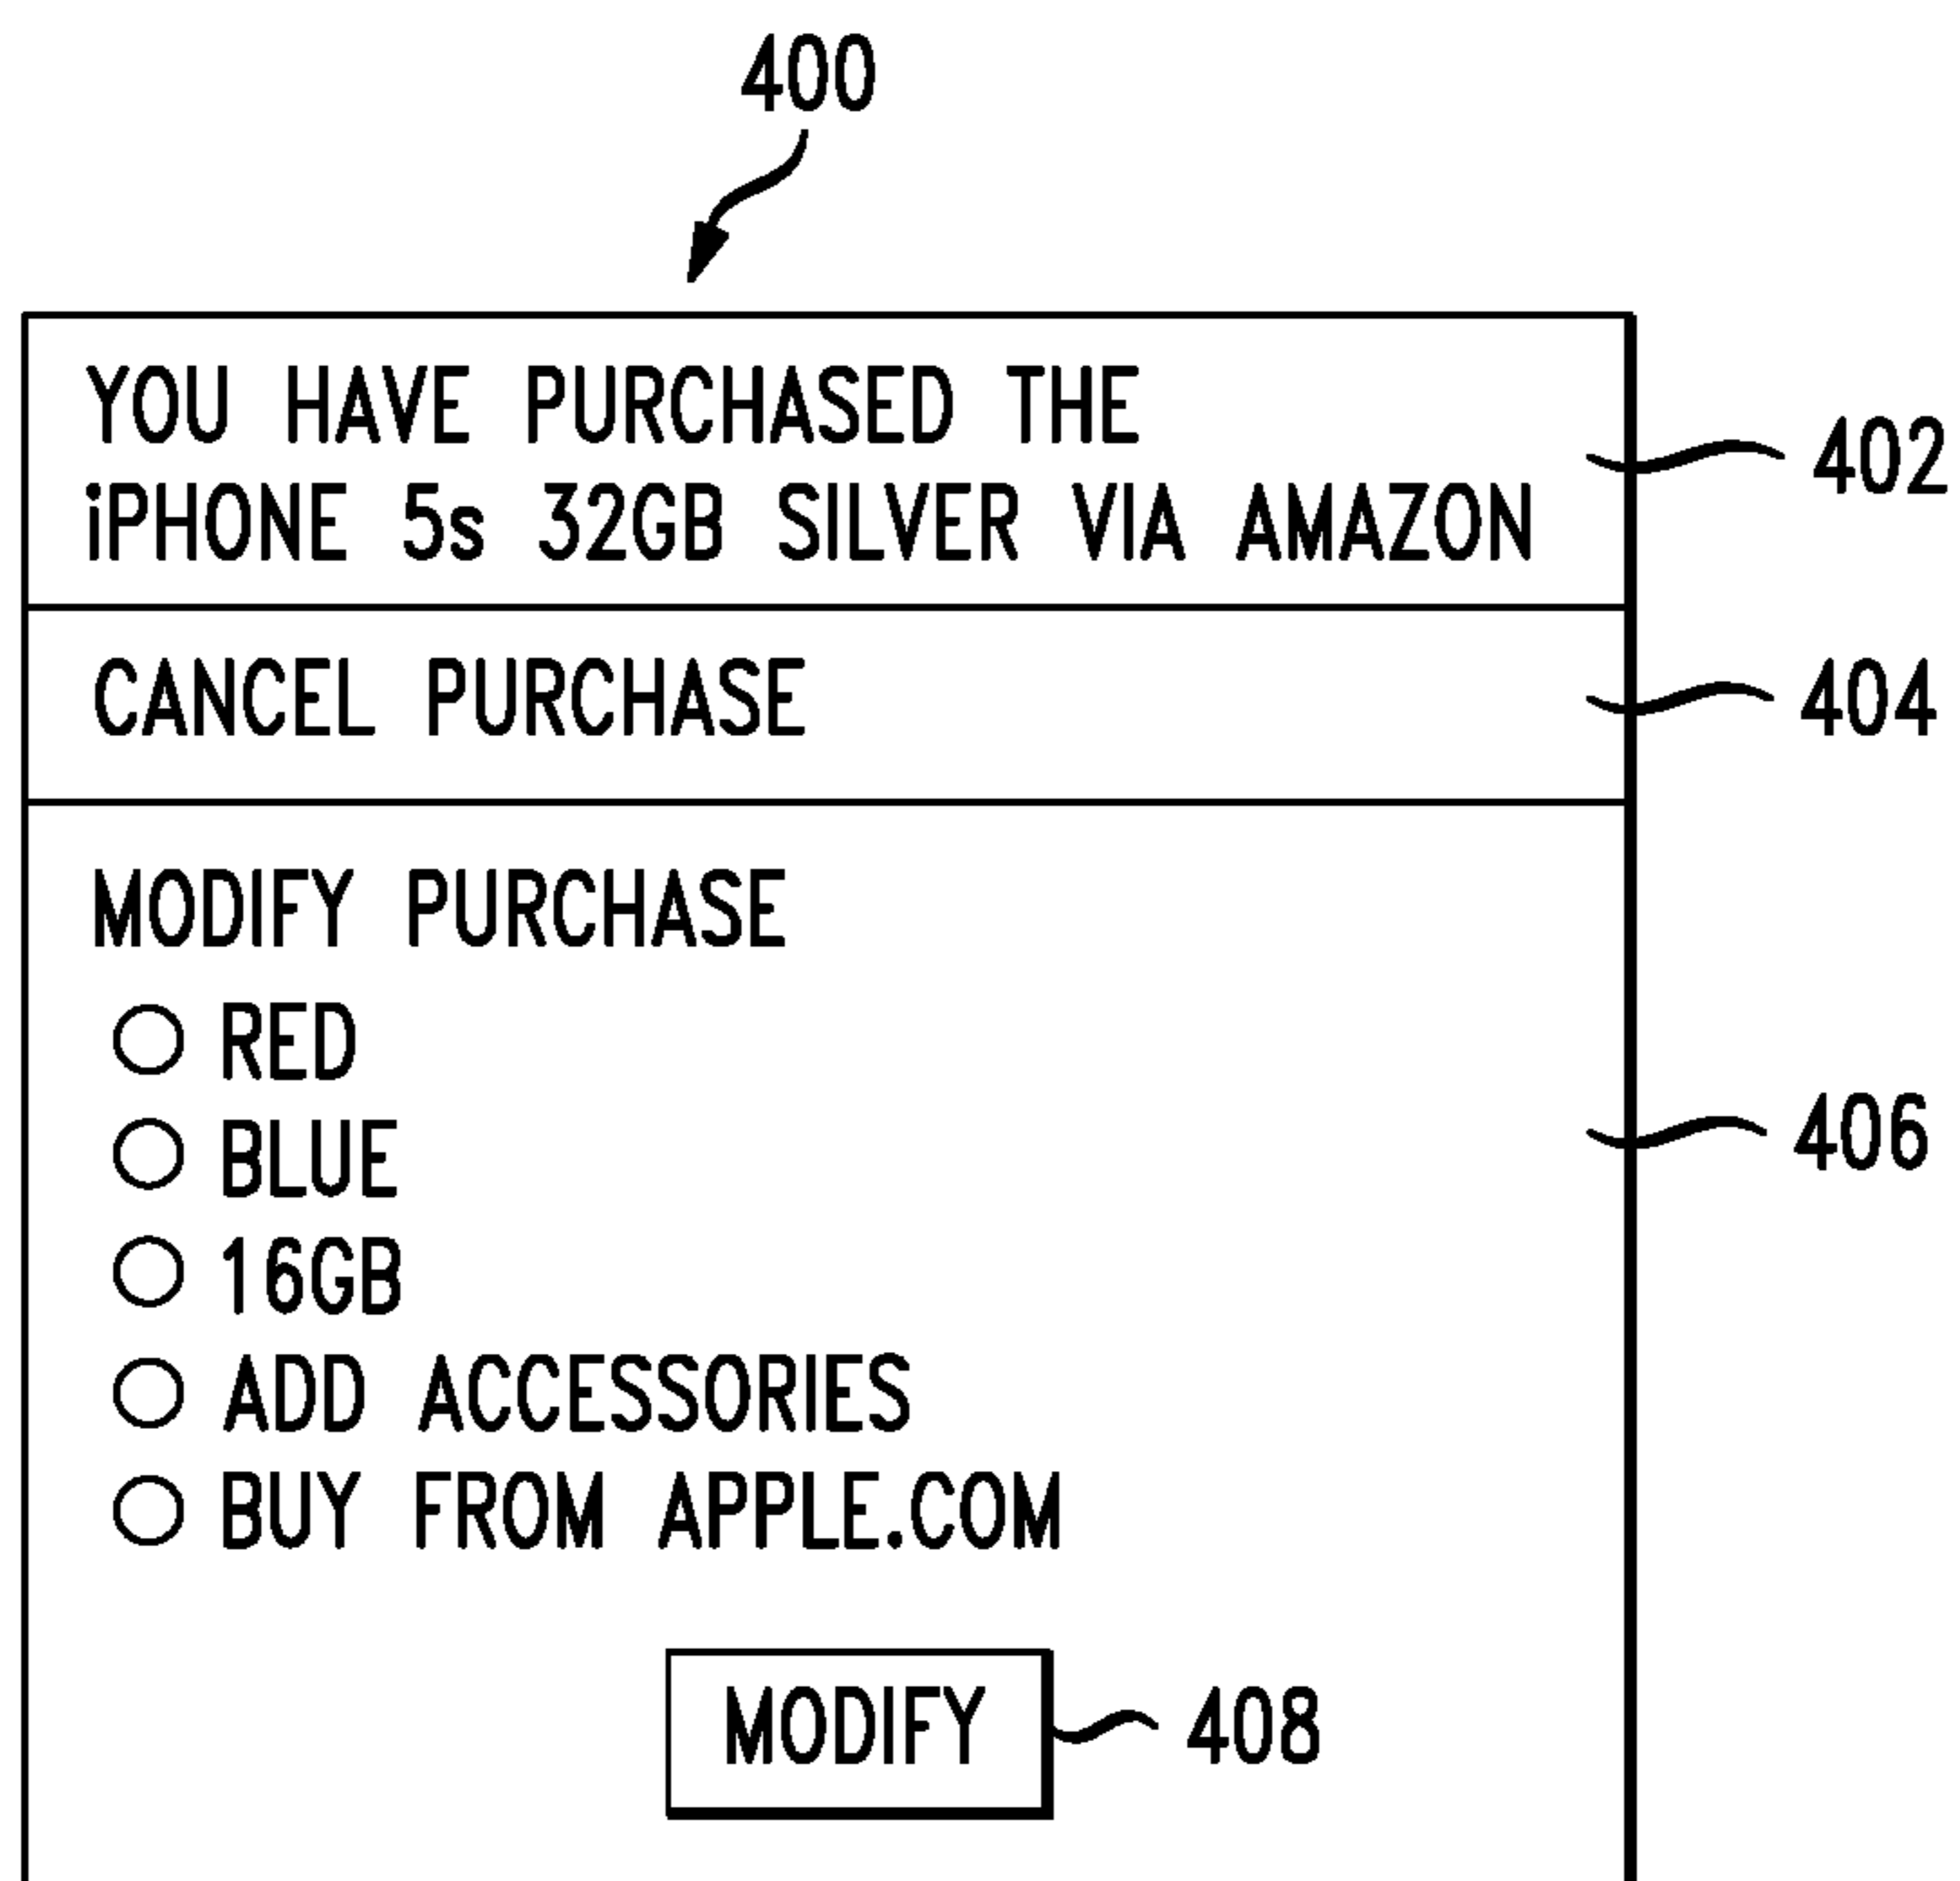 400
YOU HAVE PURCHASED THE
iPHONE 5s 32GB SILVER VIA AMAZON
402
CANCEL PURCHASE
404
MODIFY PURCHASE
RED
BLUE
406
16GB
ADD ACCESSORIES
BUY FROM APPLE.COM
MODIFY
408